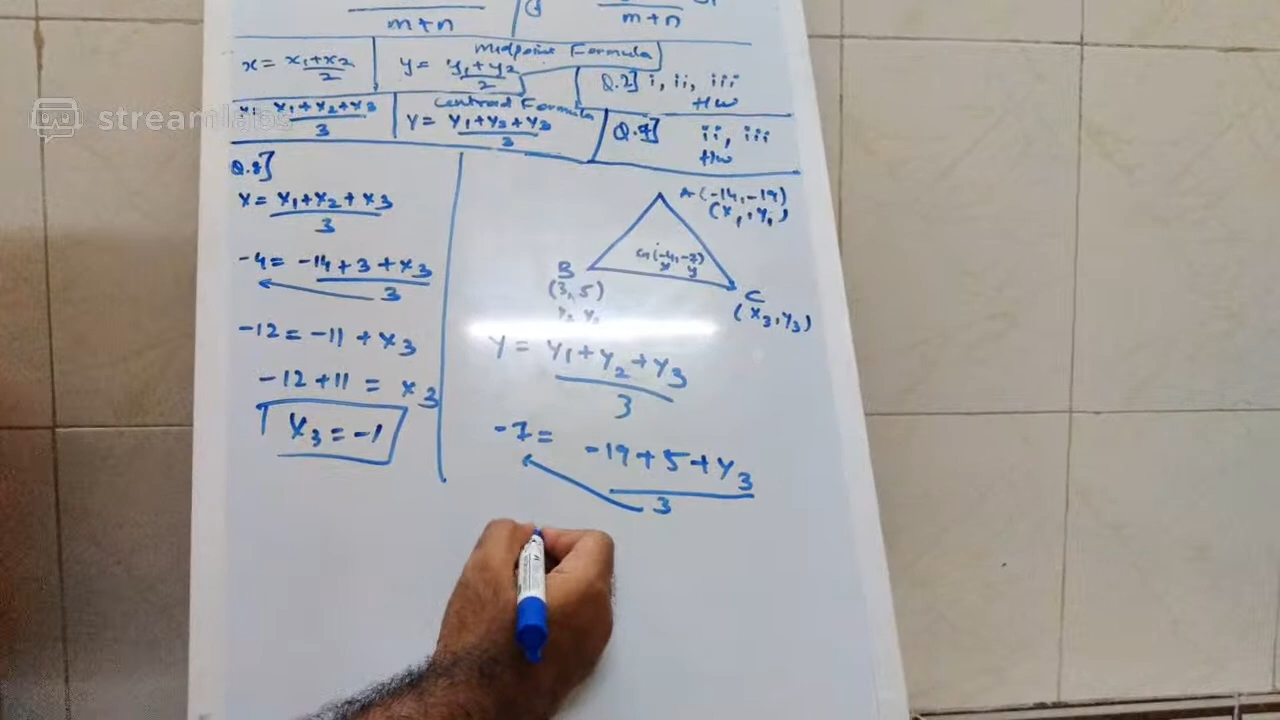 m+n
m+n
Midpoint Formula
x = x₁+x₂/2
y = y₁+y₂/2
Q.2] i, ii, iii
Hw
streamlabs
x₁+x₂+x₃/3
Centroid Formula
y = y₁+y₂+y₃/3
Q.7] ii, iii
Hw
Q.8]
x = x₁+x₂+x₃/3
-4 = -14+3+x₃/3
-12 = -11+x₃
-12+11 = x₃
x₃ = -1
A(-14,-19)
(x₁,y₁)
G(-4,-7)
x y
B
(3,5)
C
(x₃,y₃)
y = y₁+y₂+y₃/3
-7 = -19+5+y₃/3